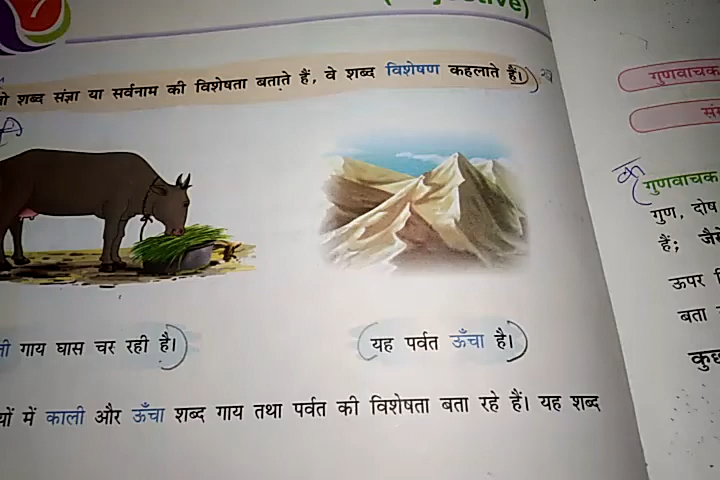 शब्द संज्ञा या सर्वनाम की विशेषता बताते हैं, वे शब्द विशेषण कहलाते हैं।
गाय घास चर रही है।
यह पर्वत ऊँचा है।
में काली और ऊँचा शब्द गाय तथा पर्वत की विशेषता बता रहे हैं। यह शब्द
गुणवाचक
गुणवाचक
गुण, दोष
हैं;
ऊपर
बता